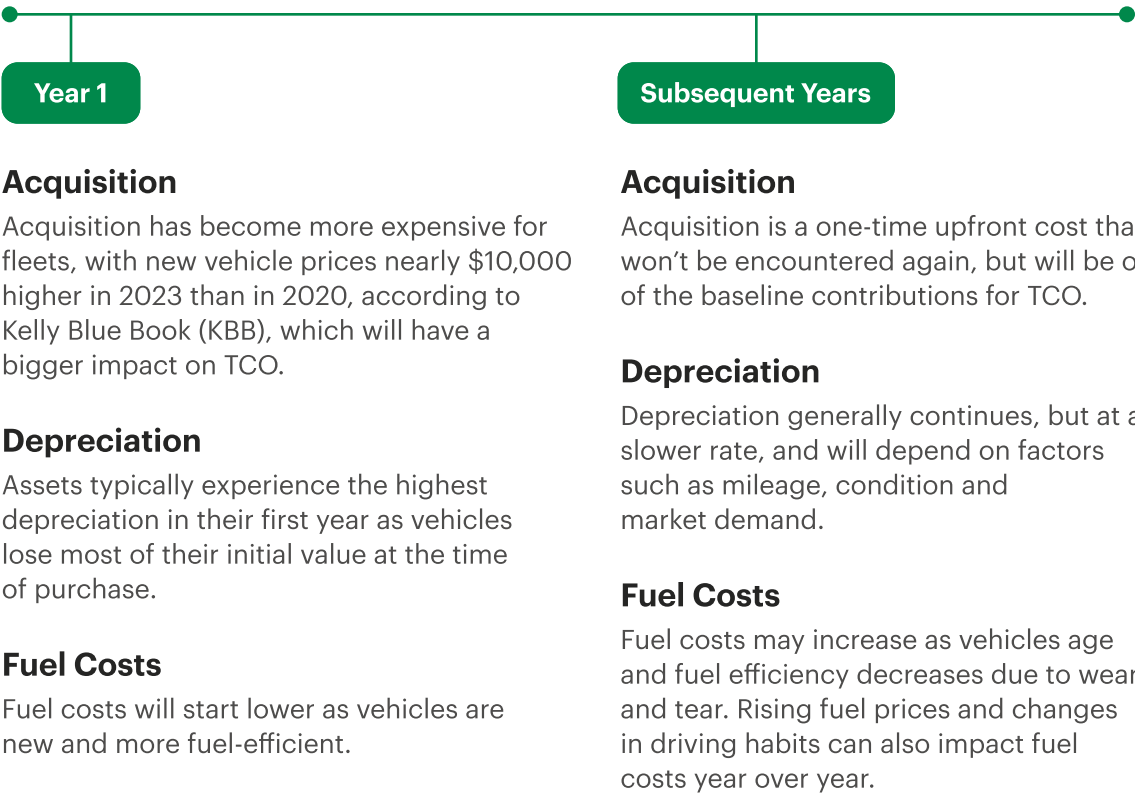 Year 1
Acquisition
Acquisition has become more expensive for
fleets, with new vehicle prices nearly $10,000
higher in 2023 than in 2020, according to
Kelly Blue Book (KBB), which will have a
bigger impact on TCO.
Depreciation
Assets typically experience the highest
depreciation in their first year as vehicles
lose most of their initial value at the time
of purchase.
Fuel Costs
Fuel costs will start lower as vehicles are
new and more fuel-efficient.
Subsequent Years
Acquisition
Acquisition is a one-time upfront cost tha
won’t be encountered again, but will be o
of the baseline contributions for TCO.
Depreciation
Depreciation generally continues, but at a
slower rate, and will depend on factors
such as mileage, condition and
market demand.
Fuel Costs
Fuel costs may increase as vehicles age
and fuel efficiency decreases due to wear
and tear. Rising fuel prices and changes
in driving habits can also impact fuel
costs year over year.